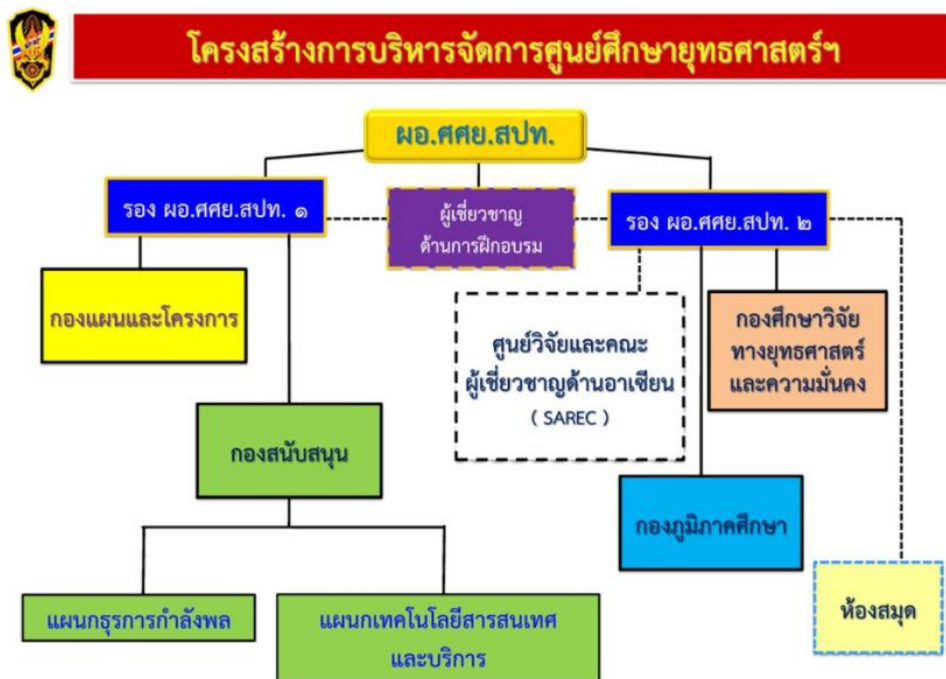 โครงสร้างการบริหารจัดการศูนย์ศึกษายุทธศาสตร์ฯ
ผอ.ศศย.สปท.
รอง ผอ.ศศย.สปท. ๑
ผู้เชี่ยวชาญ
ด้านการฝึกอบรม
รอง ผอ.ศศย.สปท. ๒
กองแผนและโครงการ
ศูนย์วิจัยและคณะ
ผู้เชี่ยวชาญด้านอาเซียน
( SAREC )
กองศึกษาวิจัย
ทางยุทธศาสตร์
และความมั่นคง
กองสนับสนุน
กองภูมิภาคศึกษา
แผนกธุรการกำลังพล
แผนกเทคโนโลยีสารสนเทศ
และบริการ
ห้องสมุด